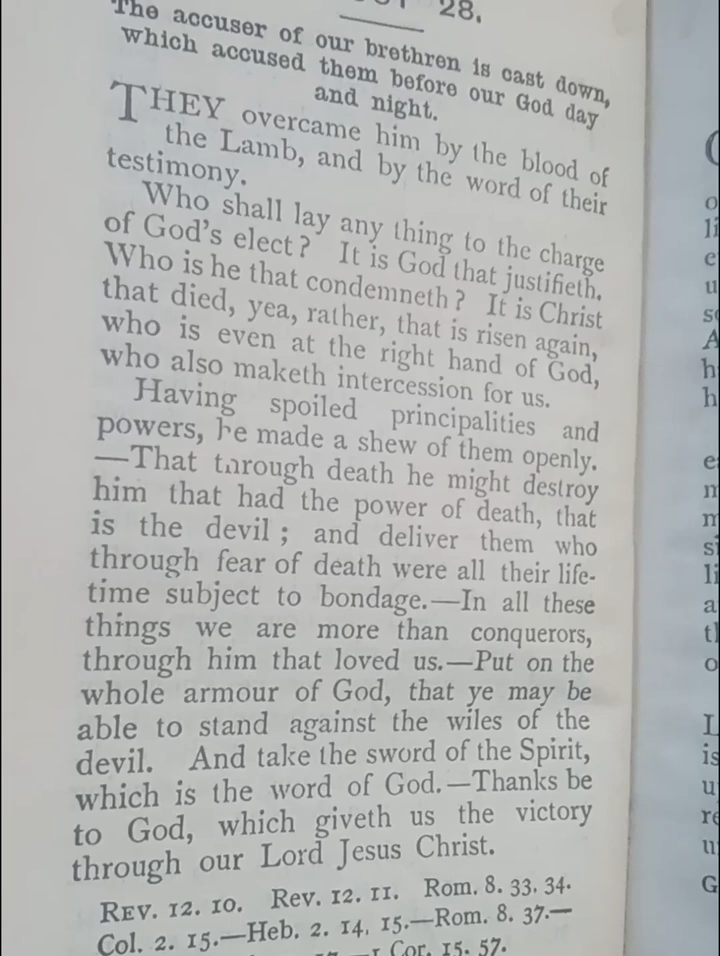 28.
The accuser of our brethren is cast down,
which accused them before our God day
and night.
THEY overcame him by the blood of
the Lamb, and by the word of their
testimony.
Who shall lay any thing to the charge
of God's elect? It is God that justifieth.
Who is he that condemneth? It is Christ
that died, yea, rather, that is risen again,
who is even at the right hand of God,
who also maketh intercession for us.
Having spoiled principalities and
powers, he made a shew of them openly.
—That through death he might destroy
him that had the power of death, that
is the devil; and deliver them who
through fear of death were all their life-
time subject to bondage.—In all these
things we are more than conquerors,
through him that loved us.—Put on the
whole armour of God, that ye may be
able to stand against the wiles of the
devil. And take the sword of the Spirit,
which is the word of God.—Thanks be
to God, which giveth us the victory
through our Lord Jesus Christ.
REV. 12. 10. Rev. 12. 11. Rom. 8. 33. 34.
Col. 2. 15.—Heb. 2. 14, 15.—Rom. 8. 37.—
—1 Cor. 15. 57.